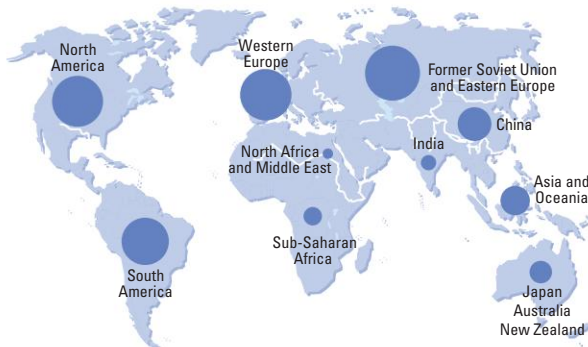 North
America
Western
Europe
Former Soviet Union
and Eastern Europe
China
India
North Africa
and Middle East
Asia and
Oceania
Sub-Saharan
Africa
South
America
Japan
Australia
New Zealand